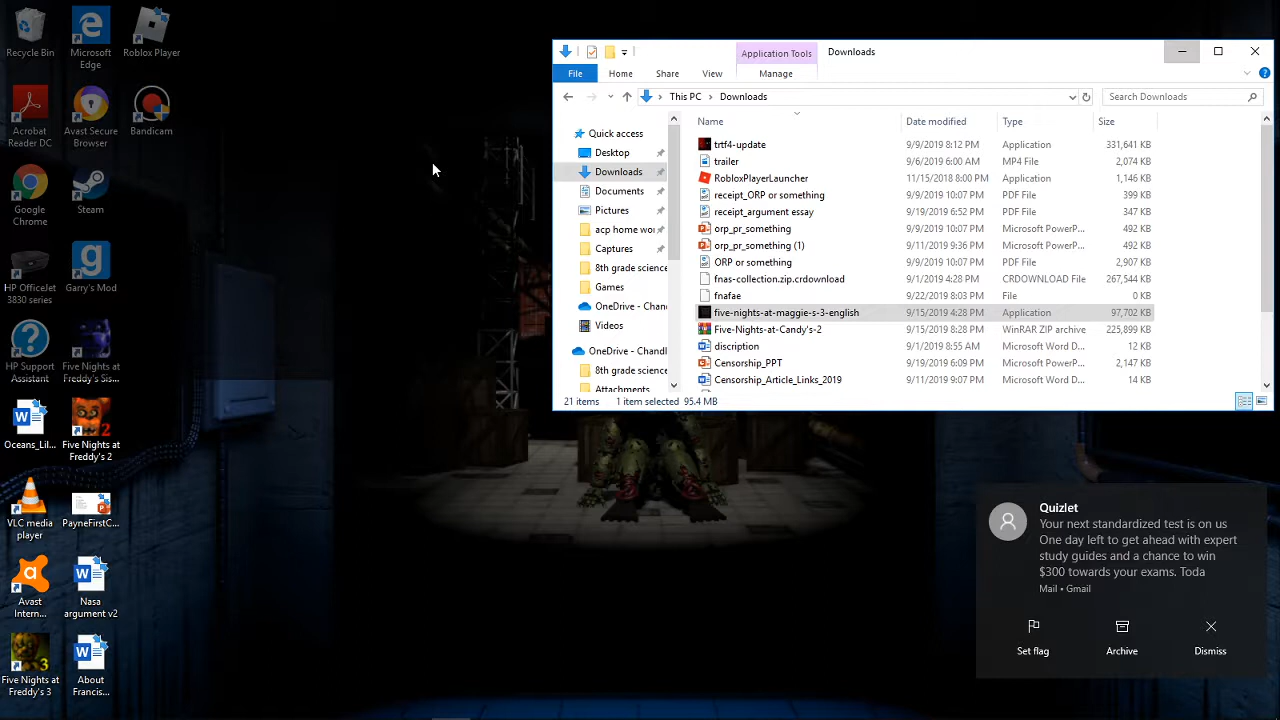 Recycle Bin
Microsoft
Edge
Roblox Player
Acrobat
Reader DC
Avast Secure
Browser
Bandicam
Google
Chrome
Steam
HP OfficeJet
3830 series
Garry's Mod
HP Support
Assistant
Five Nights at
Freddy's Sis...
Oceans_Lil...
Five Nights at
Freddy's 2
VLC media
player
PayneFirstC...
Avast
Intern...
Nasa
argument v2
Five Nights at
Freddy's 3
About
Francis...
Application Tools
Downloads
File
Home
Share
View
Manage
This PC
Downloads
Search Downloads
Quick access
Desktop
Downloads
Documents
Pictures
acp home wo
Captures
8th grade science
Games
OneDrive - Chan
Videos
OneDrive - Chandl
8th grade science
Attachments
Name Date modified Type Size
trtf4-update 9/9/2019 8:12 PM Application 331,641 KB
trailer 9/6/2019 6:00 AM MP4 File 2,074 KB
RobloxPlayerLauncher 11/15/2018 8:00 PM Application 1,146 KB
receipt_ORP or something 9/9/2019 10:07 PM PDF File 399 KB
receipt_argument essay 9/19/2019 6:52 PM PDF File 347 KB
orp_pr_something 9/9/2019 10:07 PM Microsoft PowerP... 492 KB
orp_pr_something (1) 9/11/2019 9:36 PM Microsoft PowerP... 492 KB
ORP or something 9/9/2019 10:07 PM PDF File 2,907 KB
fnas-collection.zip.crdownload 9/1/2019 4:28 PM CRDOWNLOAD File 267,544 KB
fnafae 9/22/2019 8:03 PM File 0 KB
five-nights-at-maggie-s-3-english 9/15/2019 4:28 PM Application 97,702 KB
Five-Nights-at-Candy's-2 9/15/2019 8:28 PM WinRAR ZIP archive 225,899 KB
discription 9/1/2019 8:55 AM Microsoft Word D... 12 KB
Censorship_PPT 9/19/2019 6:09 PM Microsoft PowerP... 2,147 KB
Censorship_Article_Links_2019 9/11/2019 9:07 PM Microsoft Word D... 14 KB
21 items 1 item selected 95.4 MB
Quizlet
Your next standardized test is on us
One day left to get ahead with expert
study guides and a chance to win
$300 towards your exams. Toda
Mail • Gmail
Set flag
Archive
Dismiss